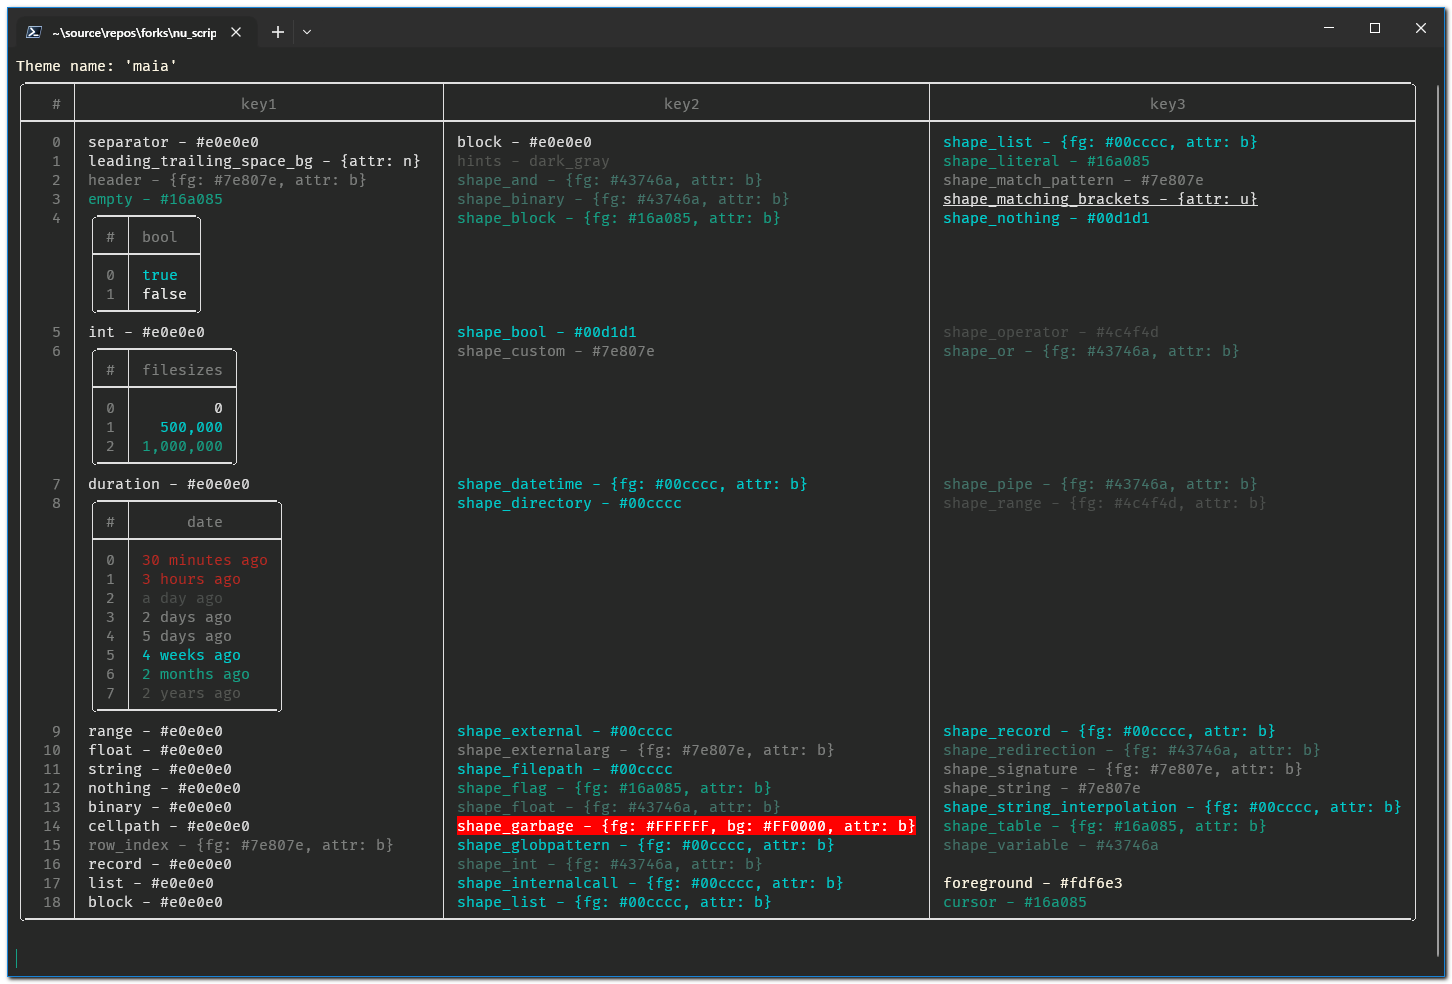 ~\source\repos\forks\nu_scrip
Theme name: 'maia'
# key1 key2 key3
0 separator - #e0e0e0 block - #e0e0e0 shape_list - {fg: #00cccc, attr: b}
1 leading_trailing_space_bg - {attr: n} hints - dark_gray shape_literal - #16a085
2 header - {fg: #7e807e, attr: b} shape_and - {fg: #43746a, attr: b} shape_match_pattern - #7e807e
3 empty - #16a085 shape_binary - {fg: #43746a, attr: b} shape_matching_brackets - {attr: u}
4 shape_block - {fg: #16a085, attr: b} shape_nothing - #00d1d1
# bool
0 true
1 false
5 int - #e0e0e0 shape_bool - #00d1d1 shape_operator - #4c4f4d
6 shape_custom - #7e807e shape_or - {fg: #43746a, attr: b}
# filesizes
0 0
1 500,000
2 1,000,000
7 duration - #e0e0e0 shape_datetime - {fg: #00cccc, attr: b} shape_pipe - {fg: #43746a, attr: b}
8 shape_directory - #00cccc shape_range - {fg: #4c4f4d, attr: b}
# date
0 30 minutes ago
1 3 hours ago
2 a day ago
3 2 days ago
4 5 days ago
5 4 weeks ago
6 2 months ago
7 2 years ago
9 range - #e0e0e0 shape_external - #00cccc shape_record - {fg: #00cccc, attr: b}
10 float - #e0e0e0 shape_externalarg - {fg: #7e807e, attr: b} shape_redirection - {fg: #43746a, attr: b}
11 string - #e0e0e0 shape_filepath - #00cccc shape_signature - {fg: #7e807e, attr: b}
12 nothing - #e0e0e0 shape_flag - {fg: #16a085, attr: b} shape_string - #7e807e
13 binary - #e0e0e0 shape_float - {fg: #43746a, attr: b} shape_string_interpolation - {fg: #00cccc, attr: b}
14 cellpath - #e0e0e0 shape_garbage - {fg: #FFFFFF, bg: #FF0000, attr: b} shape_table - {fg: #16a085, attr: b}
15 row_index - {fg: #7e807e, attr: b} shape_globpattern - {fg: #00cccc, attr: b} shape_variable - #43746a
16 record - #e0e0e0 shape_int - {fg: #43746a, attr: b}
17 list - #e0e0e0 shape_internalcall - {fg: #00cccc, attr: b} foreground - #fdf6e3
18 block - #e0e0e0 shape_list - {fg: #00cccc, attr: b} cursor - #16a085